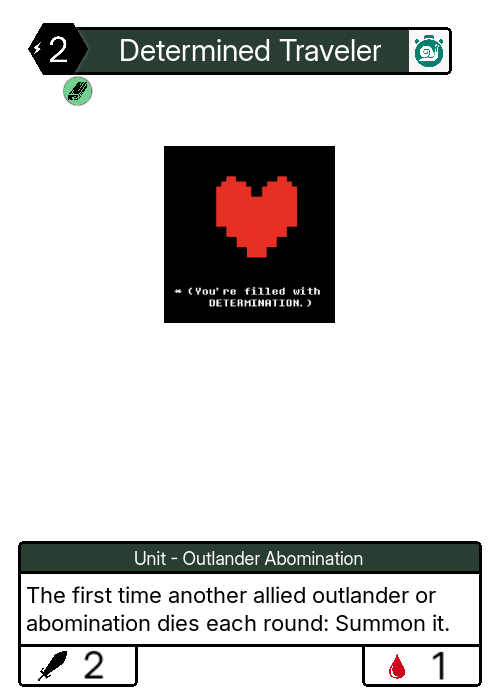 2
Determined Traveler
* (You're filled with
DETERMINATION.)
Unit - Outlander Abomination
The first time another allied outlander or
abomination dies each round: Summon it.
2
1